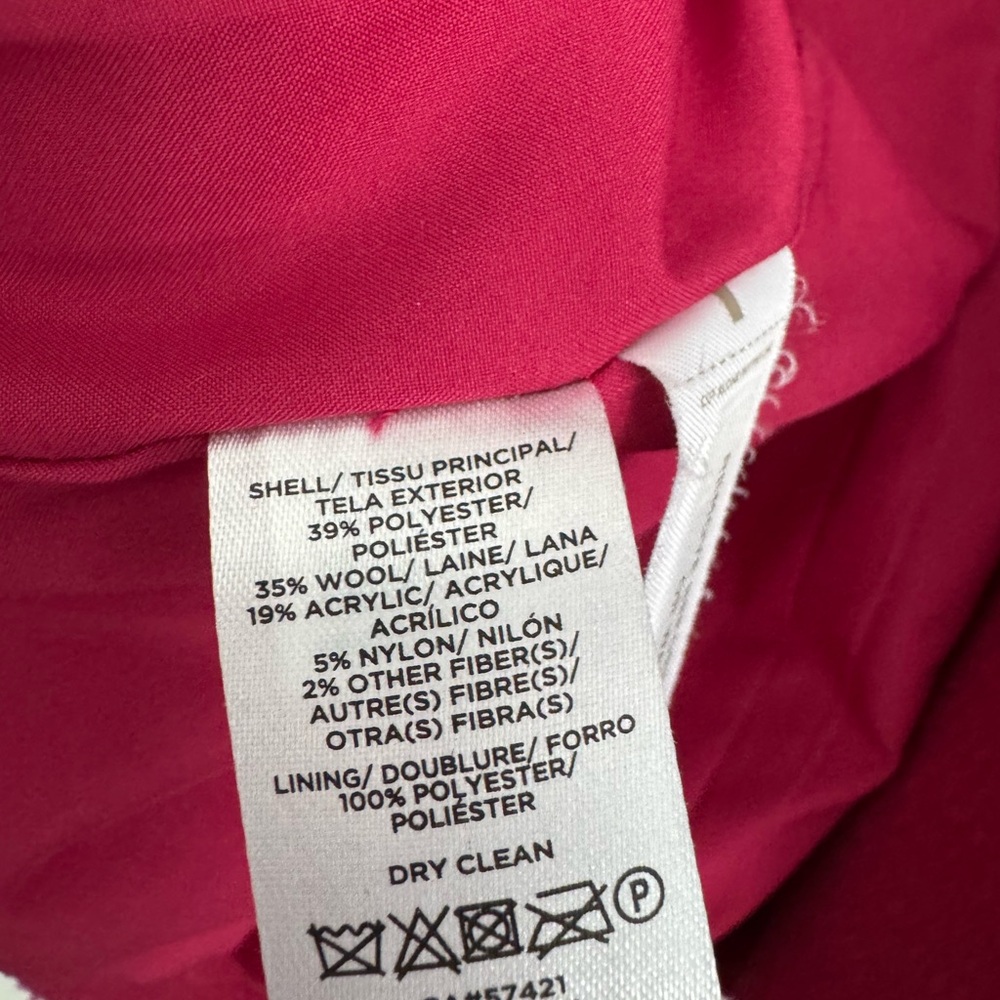 SHELL/ TISSU PRINCIPAL/
TELA EXTERIOR
39% POLYESTER/
POLIÉSTER
35% WOOL/ LAINE/ LANA
19% ACRYLIC/ ACRYLIQUE/
ACRÍLICO
5% NYLON/ NILÓN
2% OTHER FIBER(S)/
AUTRE(S) FIBRE(S)/
OTRA(S) FIBRA(S)
LINING/ DOUBLURE/ FORRO
100% POLYESTER/
POLIÉSTER
DRY CLEAN
P